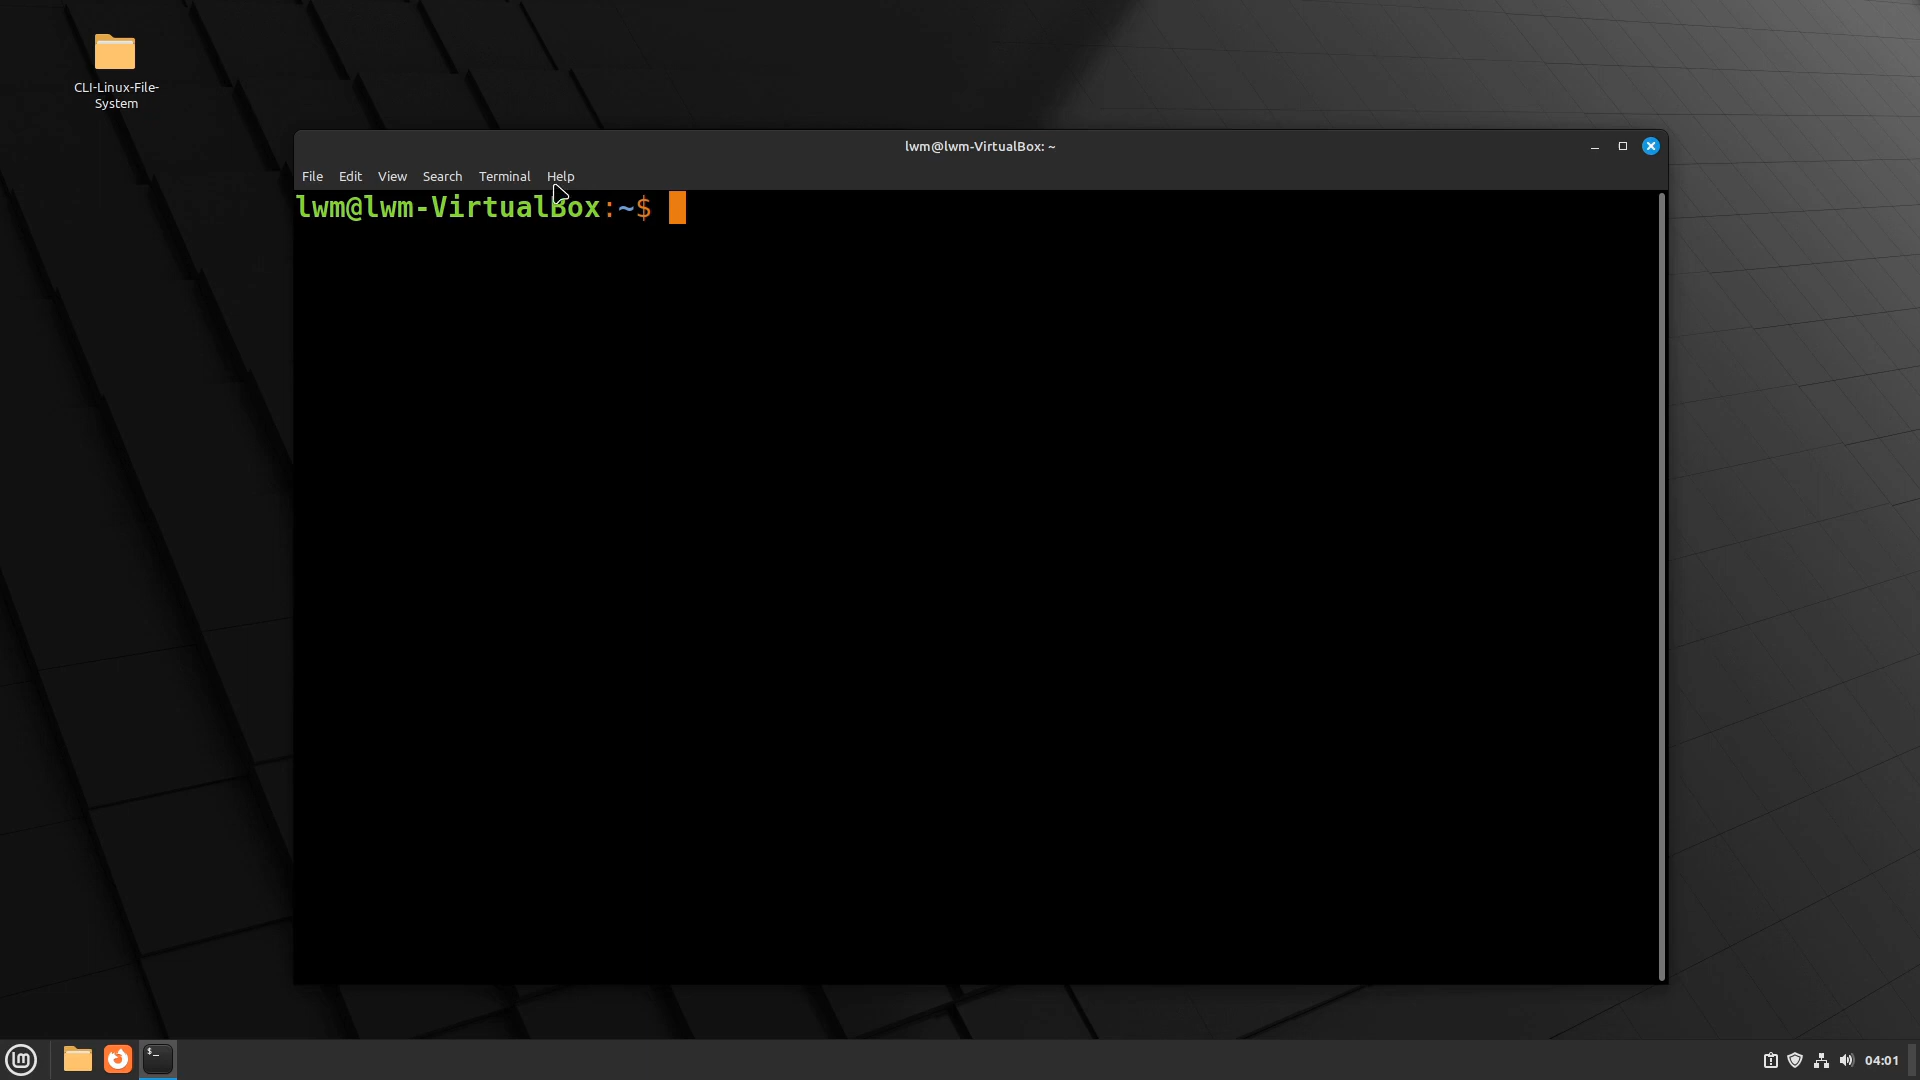 CLI-Linux-File-
System
lwm@lwm-VirtualBox: ~
File Edit View Search Terminal Help
lwm@lwm-VirtualBox:~$
$_
04:01